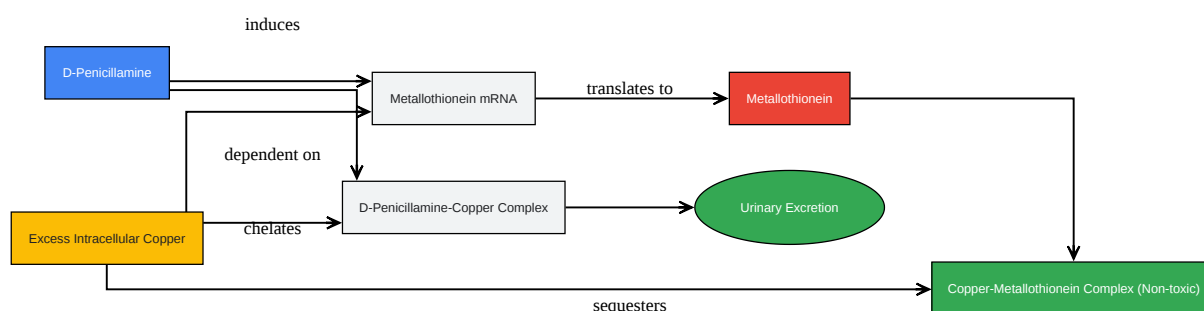 induces
D-Penicillamine
Metallothionein mRNA
translates to
Metallothionein
dependent on
D-Penicillamine-Copper Complex
Urinary Excretion
Excess Intracellular Copper
chelates
Copper-Metallothionein Complex (Non-toxic)
sequesters